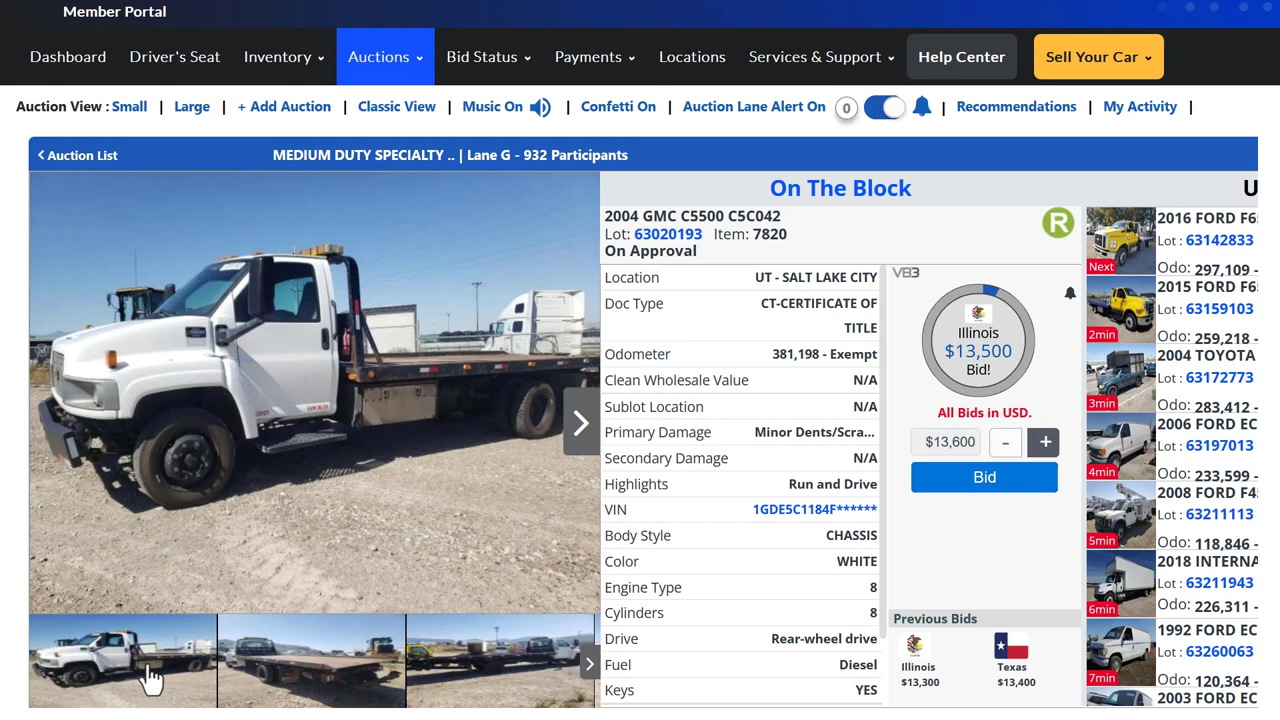 Member Portal
Dashboard Driver's Seat Inventory Auctions Bid Status Payments Locations Services & Support Help Center Sell Your Car
Auction View : Small | Large | + Add Auction | Classic View | Music On | Confetti On | Auction Lane Alert On 0 | Recommendations | My Activity |
Auction List MEDIUM DUTY SPECIALTY .. | Lane G - 932 Participants
On The Block
U
2004 GMC C5500 C5C042
Lot: 63020193 Item: 7820
On Approval
R
Location UT - SALT LAKE CITY
Doc Type CT-CERTIFICATE OF
TITLE
Odometer 381,198 - Exempt
Clean Wholesale Value N/A
Sublot Location N/A
Primary Damage Minor Dents/Scra...
Secondary Damage N/A
Highlights Run and Drive
VIN 1GDE5C1184F******
Body Style CHASSIS
Color WHITE
Engine Type 8
Cylinders 8
Drive Rear-wheel drive
Fuel Diesel
Keys YES
VB3
Illinois
$13,500
Bid!
All Bids in USD.
$13,600 - +
Bid
Previous Bids
Illinois
$13,300
Texas
$13,400
2016 FORD F6
Lot : 63142833
Next
Odo: 297,109 -
2015 FORD F6
Lot : 63159103
2min
Odo: 259,218 -
2004 TOYOTA
Lot : 63172773
3min
Odo: 283,412 -
2006 FORD EC
Lot : 63197013
4min
Odo: 233,599 -
2008 FORD F4
Lot : 63211113
5min
Odo: 118,846 -
2018 INTERNA
Lot : 63211943
6min
Odo: 226,311 -
1992 FORD EC
Lot : 63260063
7min
Odo: 120,364 -
2003 FORD EC